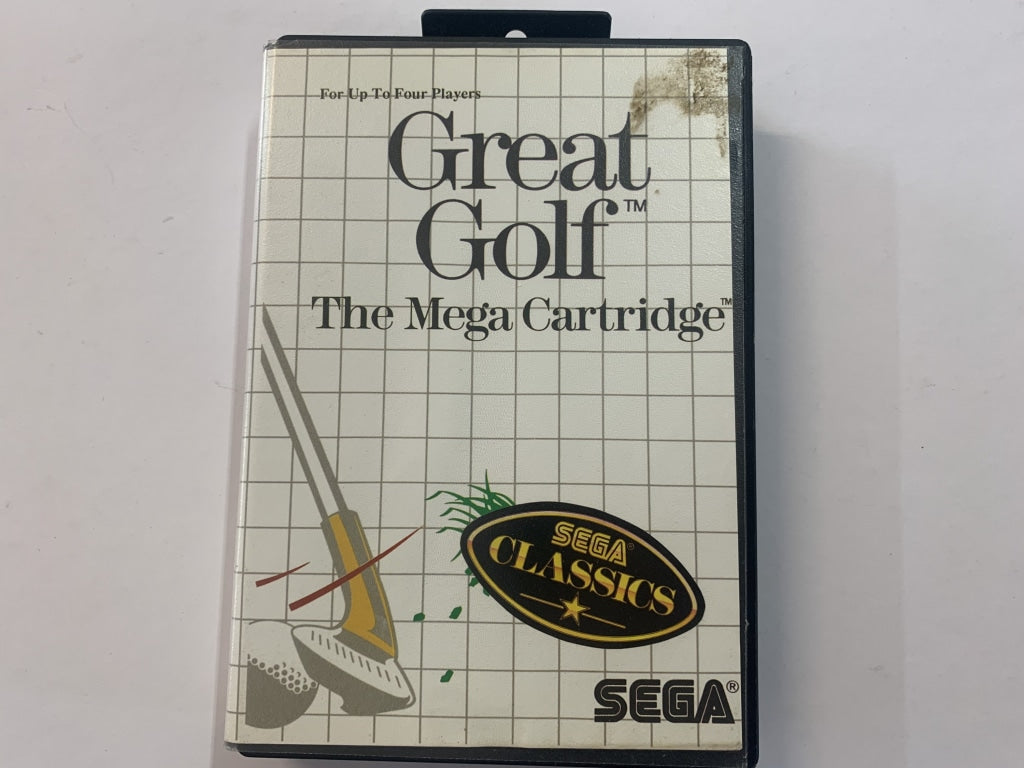 For Up To Four Players
Great
Golf™
The Mega Cartridge™
SEGA®
CLASSICS
SEGA®